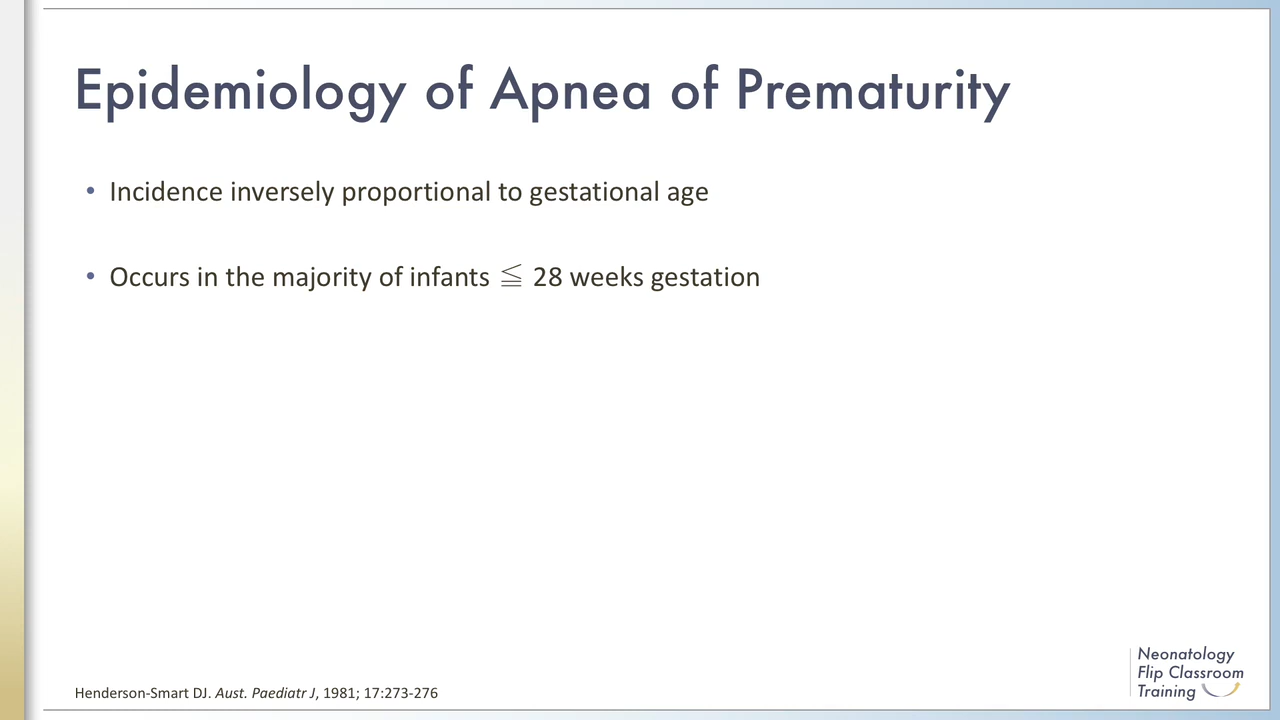 Epidemiology of Apnea of Prematurity
• Incidence inversely proportional to gestational age
• Occurs in the majority of infants ≦ 28 weeks gestation
Henderson-Smart DJ. Aust. Paediatr J, 1981; 17:273-276
Neonatology
Flip Classroom
Training